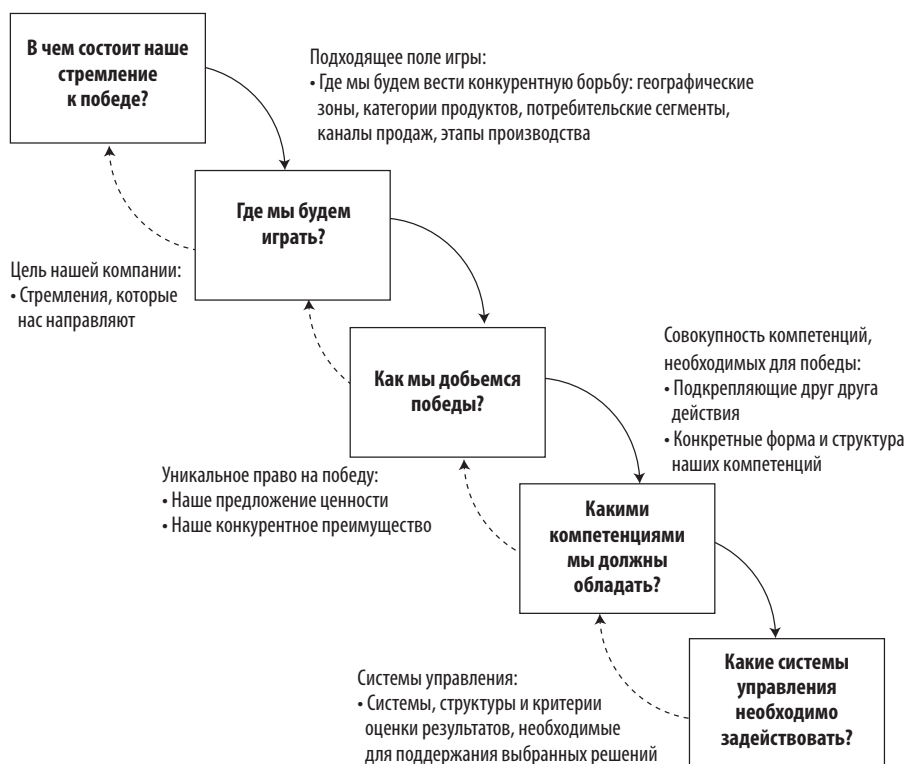 В чем состоит наше
стремление
к победе?
Подходящее поле игры:
• Где мы будем вести конкурентную борьбу: географические
зоны, категории продуктов, потребительские сегменты,
каналы продаж, этапы производства
Где мы будем
играть?
Цель нашей компании:
• Стремления, которые
нас направляют
Как мы добьемся
победы?
Совокупность компетенций,
необходимых для победы:
• Подкрепляющие друг друга
действия
• Конкретные форма и структура
наших компетенций
Уникальное право на победу:
• Наше предложение ценности
• Наше конкурентное преимущество
Какими
компетенциями
мы должны
обладать?
Системы управления:
• Системы, структуры и критерии
оценки результатов, необходимые
для поддержания выбранных решений
Какие системы
управления
необходимо
задействовать?